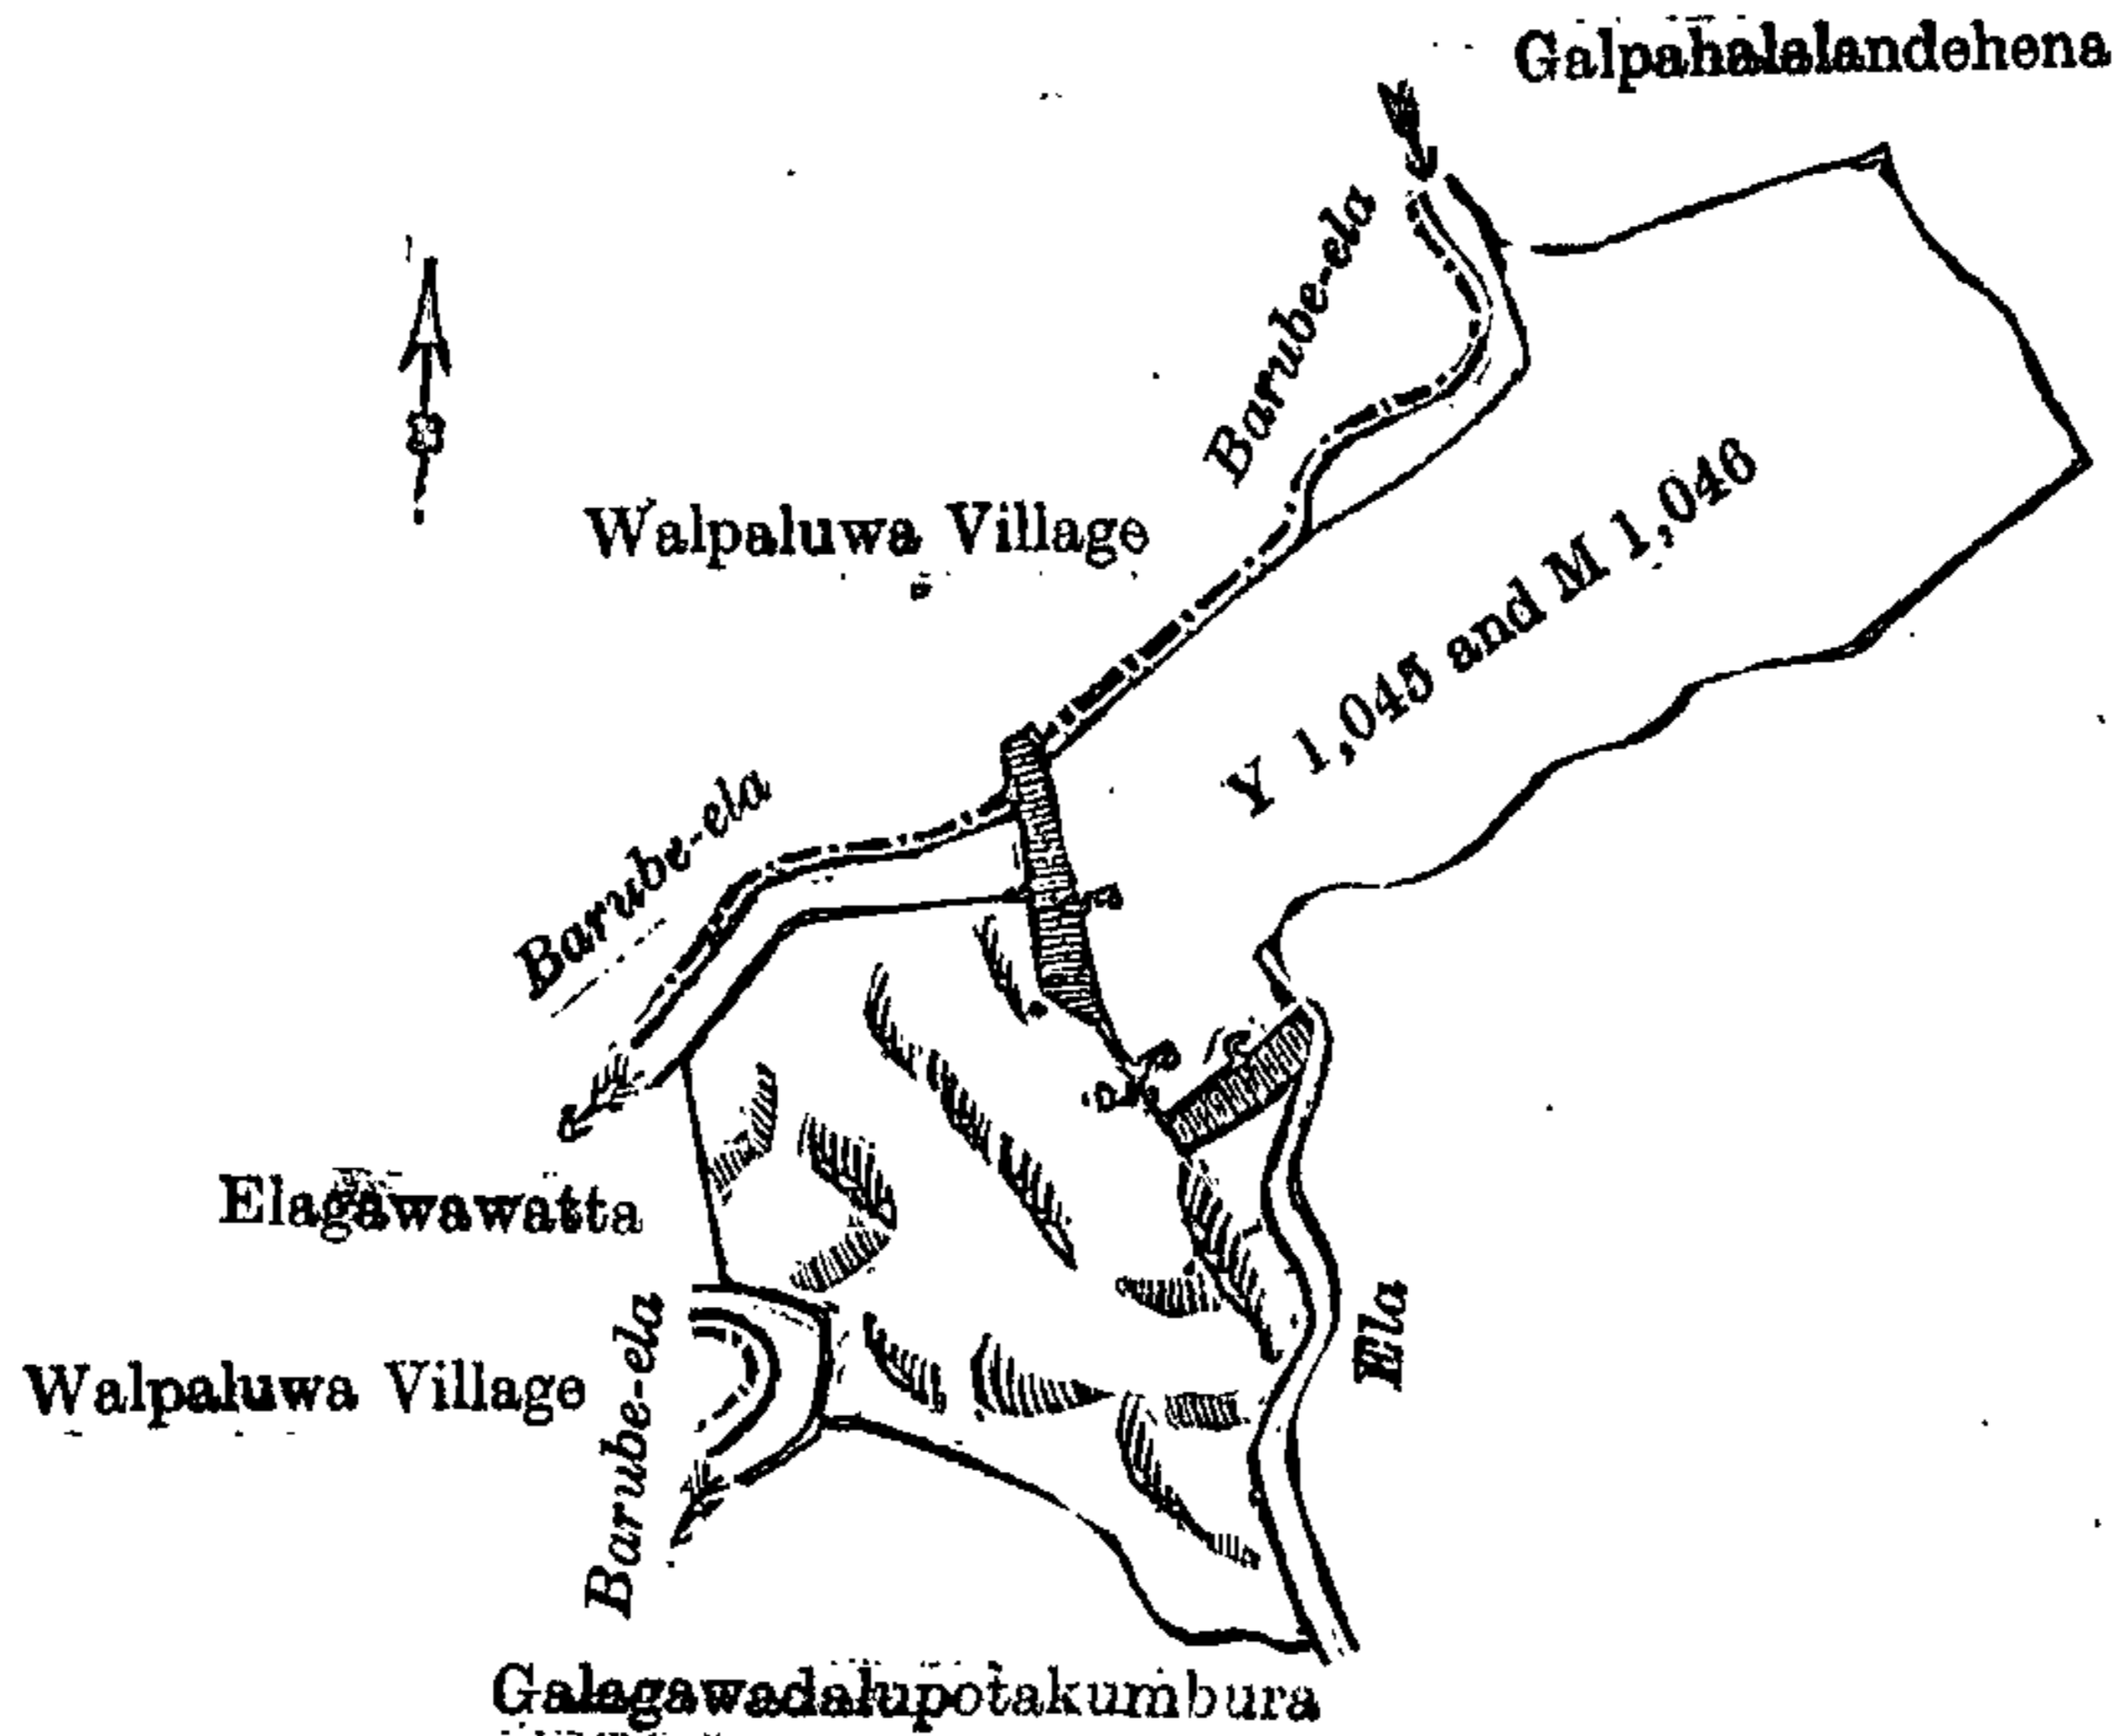 Galpahalalandehena
Barube-ela
Walpaluwa Village
Y 1,045 and M 1,046
Barube-ela
Elagawawatta
Barube-ela
Ela
Walpaluwa Village
Galagawadalupotakumbura